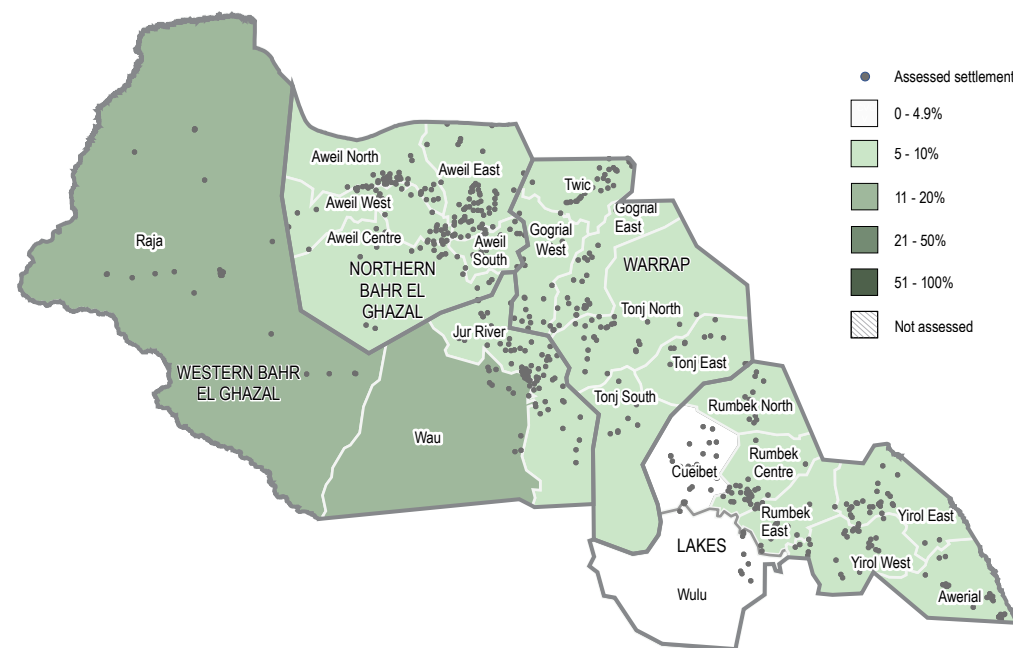 Assessed settlement
0 - 4.9%
5 - 10%
11 - 20%
21 - 50%
51 - 100%
Not assessed
Aweil North
Aweil East
Twic
Aweil West
Gogrial
East
Aweil Centre
Gogrial
West
Raja
Aweil
South
WARRAP
NORTHERN
BAHR EL
GHAZAL
Tonj North
Jur River
Tonj East
WESTERN BAHR
EL GHAZAL
Tonj South
Rumbek North
Wau
Rumbek
Centre
Cueibet
Rumbek
East
Yirol East
LAKES
Yirol West
Wulu
Awerial